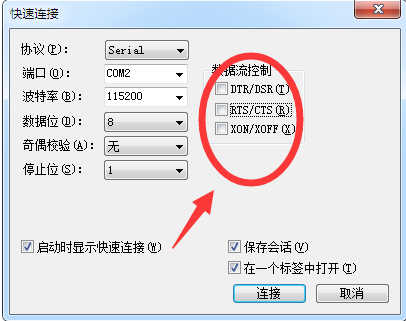 快速连接
协议(P): Serial
端口(O): COM2
波特率(B): 115200
数据位(D): 8
奇偶校验(A): 无
停止位(S): 1
数据流控制
DTR/DSR(T)
RTS/CTS(R)
XON/XOFF(X)
启动时显示快速连接(W)
保存会话(V)
在一个标签中打开(T)
连接
取消